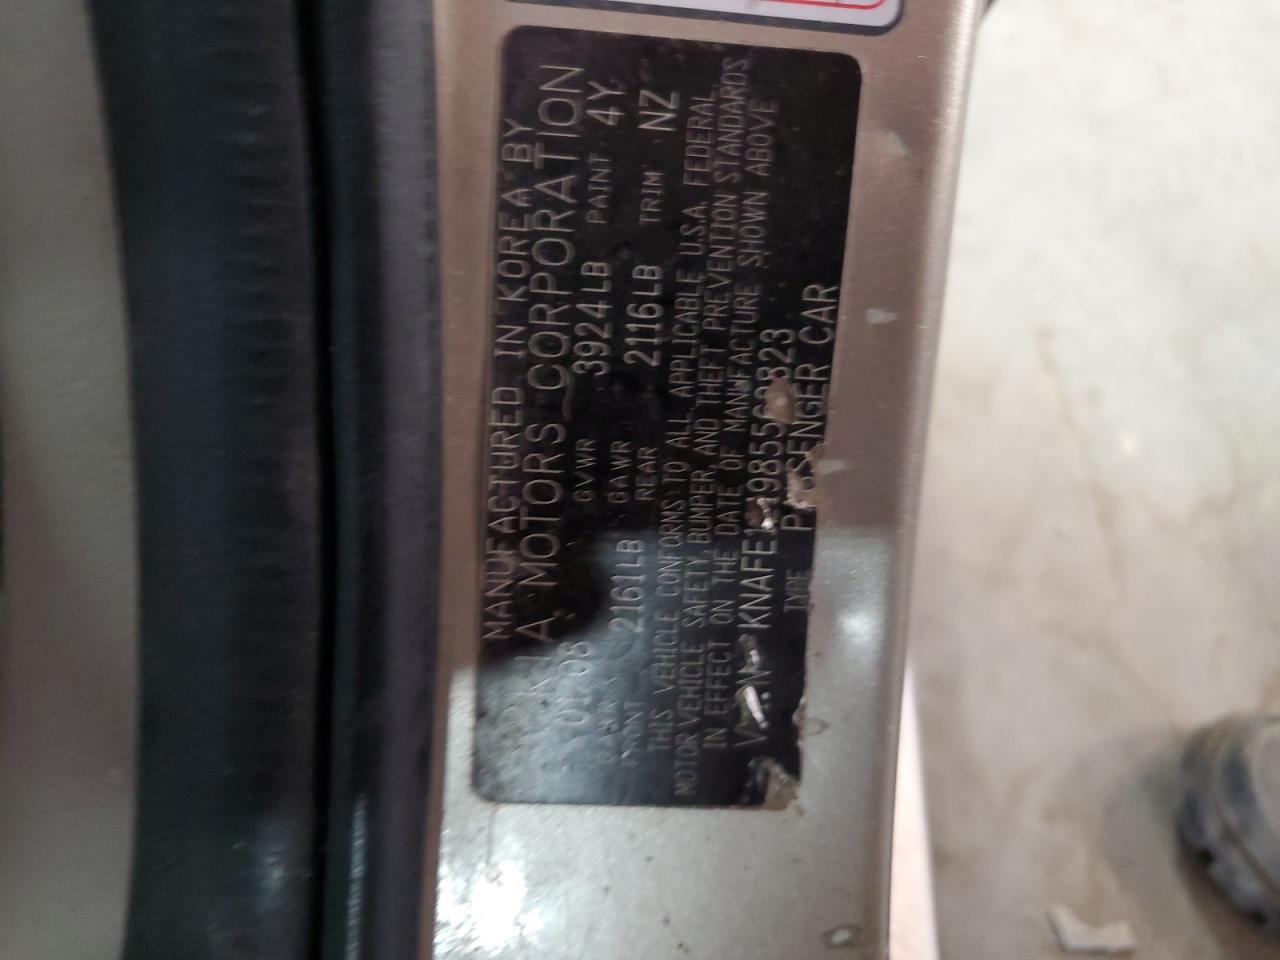 MANUFACTURED IN KOREA BY
KIA MOTORS CORPORATION
01/08 GVWR 3924LB PAINT 4Y
GAWR
FRONT 2161LB REAR 2116LB TRIM NZ
THIS VEHICLE CONFORMS TO ALL APPLICABLE U.S.A. FEDERAL
MOTOR VEHICLE SAFETY, BUMPER, AND THEFT PREVENTION STANDARDS
IN EFFECT ON THE DATE OF MANUFACTURE SHOWN ABOVE
TYPE PASSENGER CAR